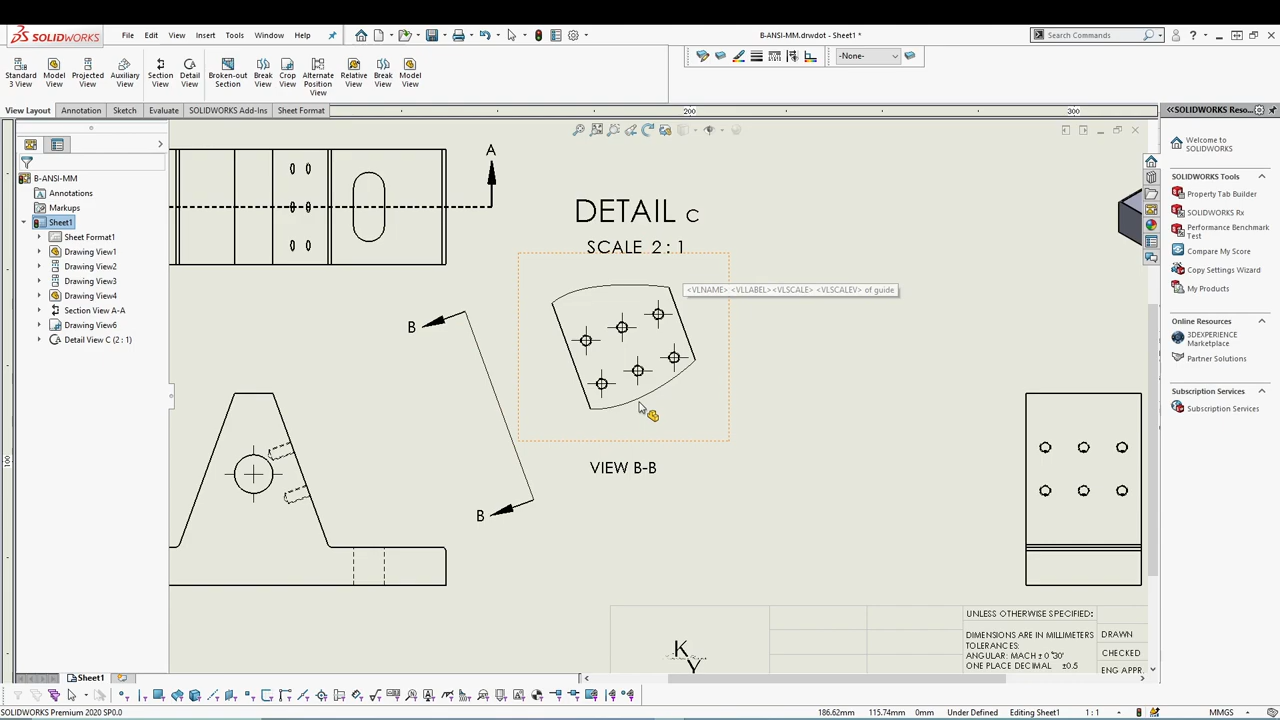 SOLIDWORKS
File
Edit
View
Insert
Tools
Window
Help
B-ANSI-MM.drwdot - Sheet1 *
Search Commands
-None-
Standard 3 View
Model View
Projected View
Auxiliary View
Section View
Detail View
Broken-out Section
Break View
Crop View
Alternate Position View
Relative View
Break View
Model View
View Layout
Annotation
Sketch
Evaluate
SOLIDWORKS Add-Ins
Sheet Format
200
300
100
B-ANSI-MM
Annotations
Markups
Sheet1
Sheet Format1
Drawing View1
Drawing View2
Drawing View3
Drawing View4
Section View A-A
Drawing View6
Detail View C (2 : 1)
A
DETAIL C
SCALE 2 : 1
<VLNAME> <VLLABEL><VLSCALE> <VLSCALEV> of guide
B
B
VIEW B-B
K
Y
UNLESS OTHERWISE SPECIFIED:
DIMENSIONS ARE IN MILLIMETERS
TOLERANCES:
ANGULAR: MACH ± 0°30'
ONE PLACE DECIMAL ±0.5
DRAWN
CHECKED
ENG APPR.
SOLIDWORKS Reso...
Welcome to SOLIDWORKS
SOLIDWORKS Tools
Property Tab Builder
SOLIDWORKS Rx
Performance Benchmark Test
Compare My Score
Copy Settings Wizard
My Products
Online Resources
3DEXPERIENCE Marketplace
Partner Solutions
Subscription Services
Subscription Services
Sheet1
SOLIDWORKS Premium 2020 SP0.0
186.62mm
115.74mm
0mm
Under Defined
Editing Sheet1
1 : 1
MMGS